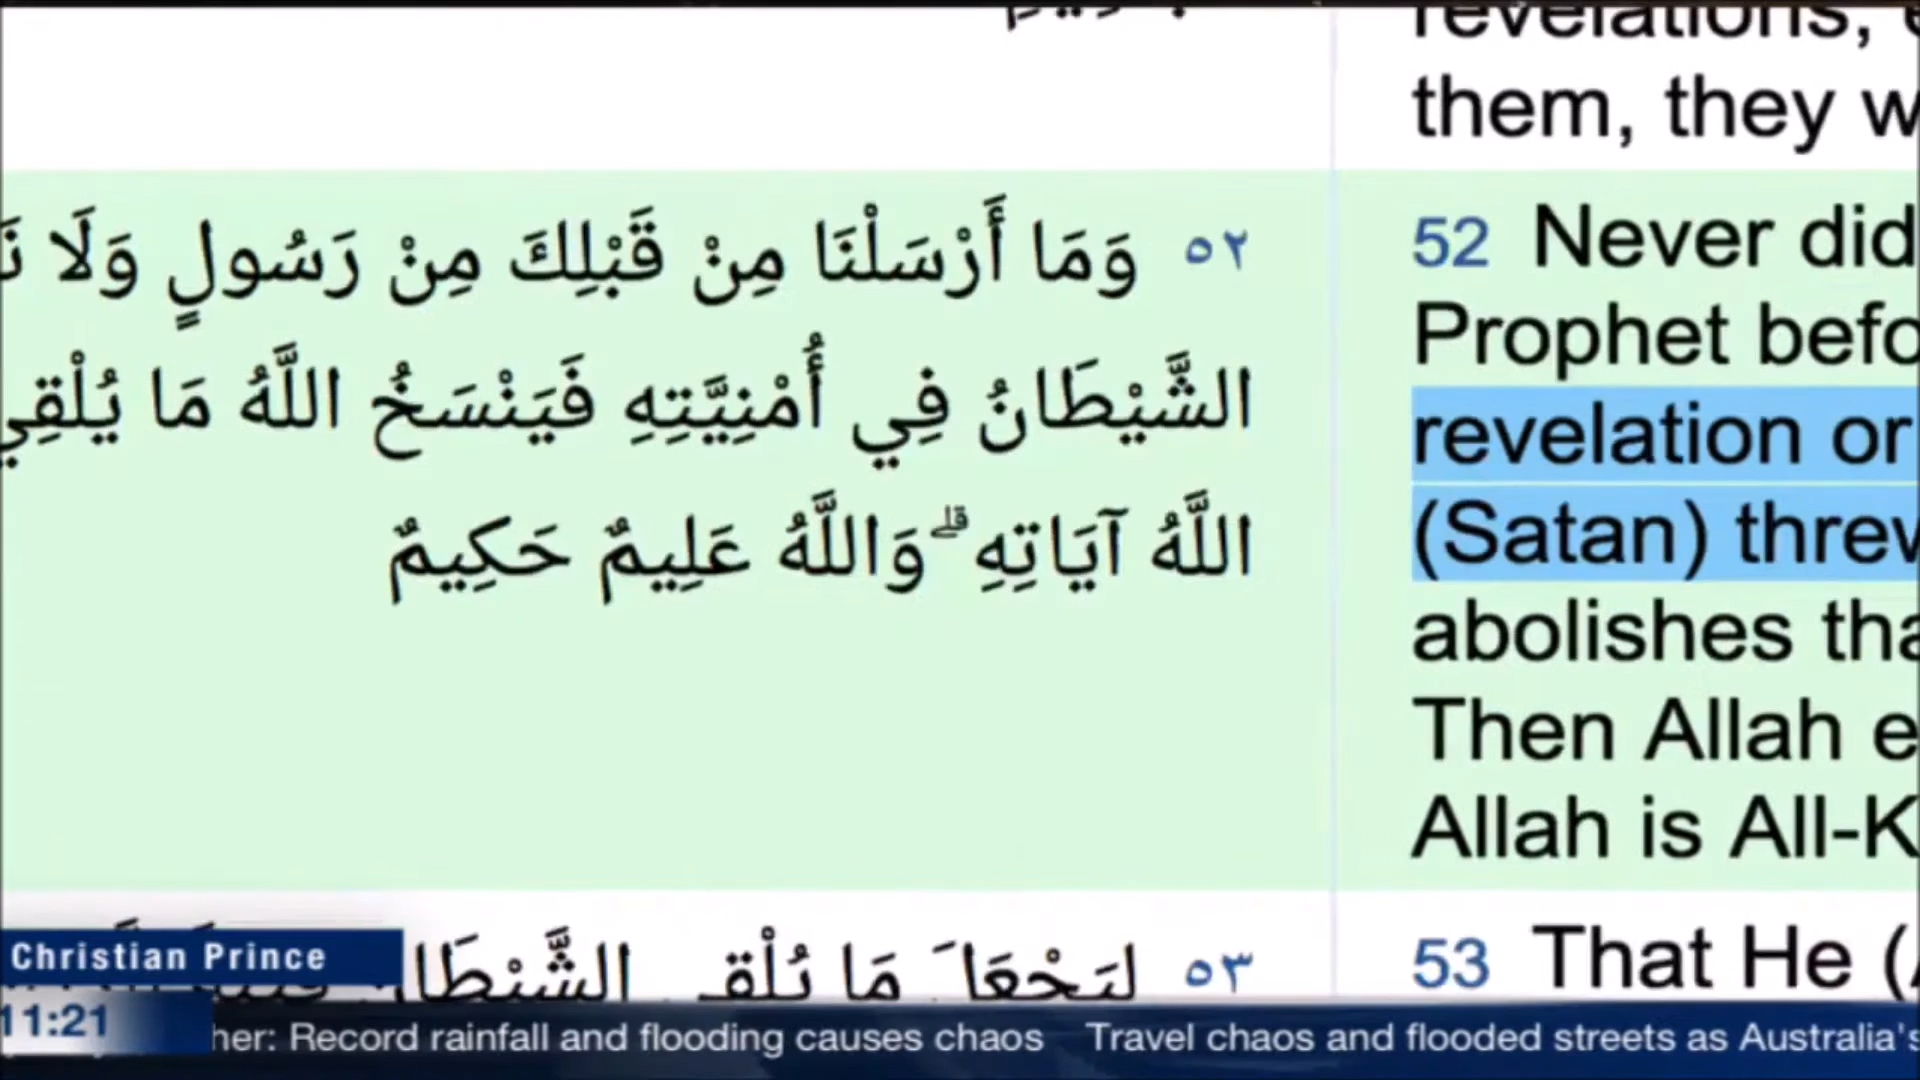 revelations,
them, they
٥٢ وَمَا أَرْسَلْنَا مِنْ قَبْلِكَ مِنْ رَسُولٍ وَلَا
الشَّيْطَانُ فِي أُمْنِيَّتِهِ فَيَنْسَخُ اللَّهُ مَا يُلْقِي
اللَّهُ آيَاتِهِ ۗ وَاللَّهُ عَلِيمٌ حَكِيمٌ
52 Never did
Prophet befo
revelation or
(Satan) threw
abolishes tha
Then Allah e
Allah is All-K
٥٣ لِيَجْعَلَ مَا يُلْقِي الشَّيْطَانُ
53 That He (A
Christian Prince
11:21
her: Record rainfall and flooding causes chaos Travel chaos and flooded streets as Australia's